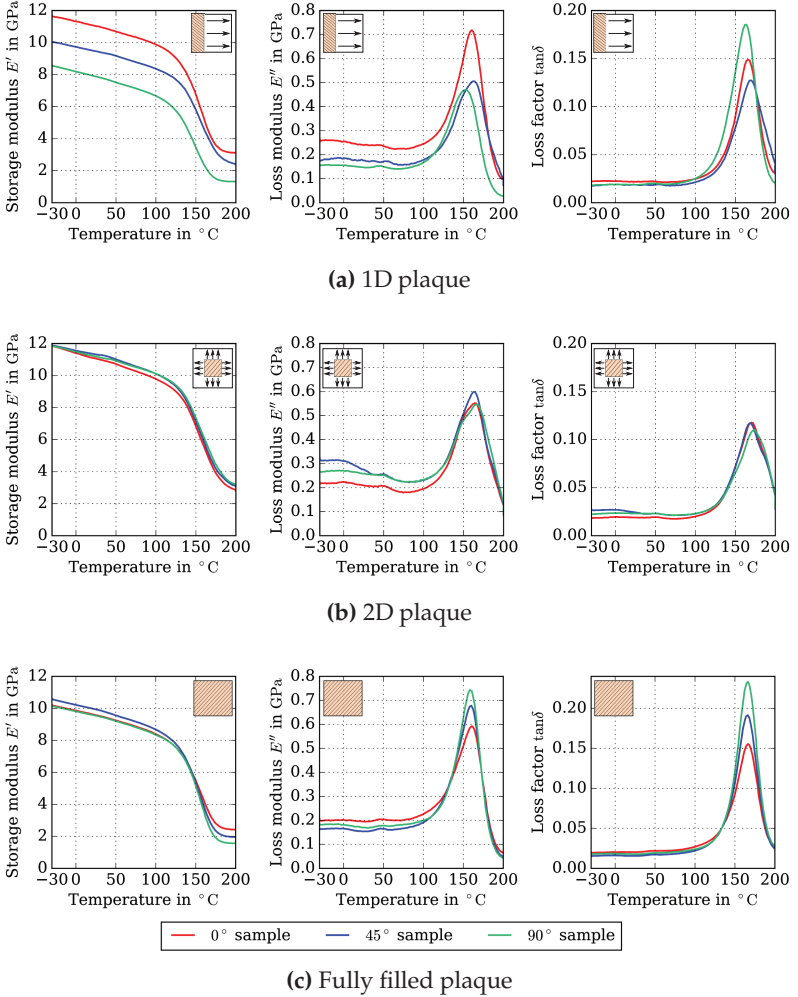 Storage modulus E′ in GPa
12
10
8
6
4
2
0
−30 0 50 100 150 200
Temperature in °C
Loss modulus E″ in GPa
0.8
0.7
0.6
0.5
0.4
0.3
0.2
0.1
0.0
−30 0 50 100 150 200
Temperature in °C
Loss factor tanδ
0.20
0.15
0.10
0.05
0.00
−30 0 50 100 150 200
Temperature in °C
(a) 1D plaque
Storage modulus E′ in GPa
12
10
8
6
4
2
0
−30 0 50 100 150 200
Temperature in °C
Loss modulus E″ in GPa
0.8
0.7
0.6
0.5
0.4
0.3
0.2
0.1
0.0
−30 0 50 100 150 200
Temperature in °C
Loss factor tanδ
0.20
0.15
0.10
0.05
0.00
−30 0 50 100 150 200
Temperature in °C
(b) 2D plaque
Storage modulus E′ in GPa
12
10
8
6
4
2
0
−30 0 50 100 150 200
Temperature in °C
Loss modulus E″ in GPa
0.8
0.7
0.6
0.5
0.4
0.3
0.2
0.1
0.0
−30 0 50 100 150 200
Temperature in °C
Loss factor tanδ
0.20
0.15
0.10
0.05
0.00
−30 0 50 100 150 200
Temperature in °C
0° sample 45° sample 90° sample
(c) Fully filled plaque